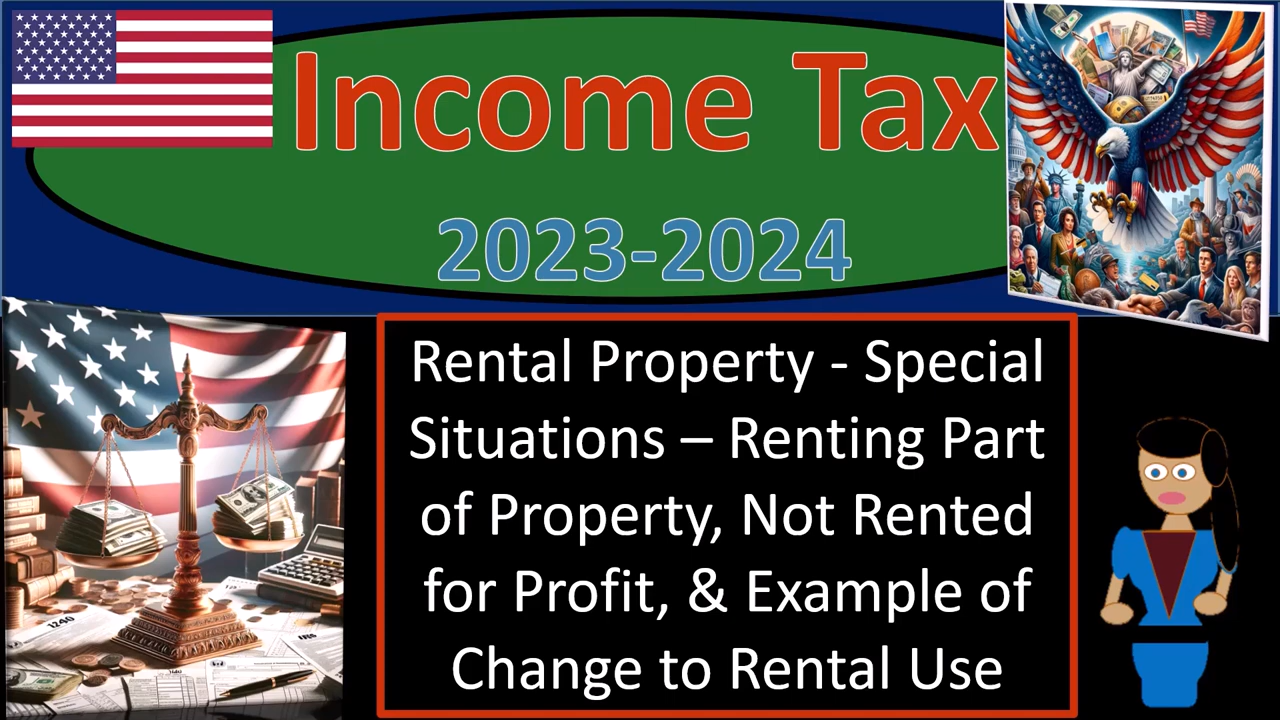 Income Tax
2023-2024
Rental Property - Special
Situations – Renting Part
of Property, Not Rented
for Profit, & Example of
Change to Rental Use
1240